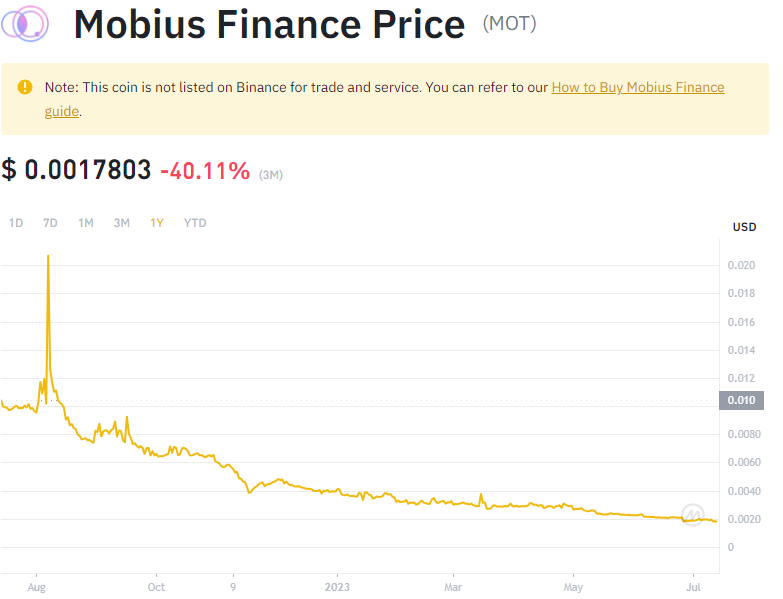 Mobius Finance Price (MOT)
Note: This coin is not listed on Binance for trade and service. You can refer to our How to Buy Mobius Finance
guide.
$ 0.0017803 -40.11% (3M)
1D 7D 1M 3M 1Y YTD
USD
0.020
0.018
0.016
0.014
0.012
0.010
0.0080
0.0060
0.0040
0.0020
0
Aug Oct 9 2023 Mar May Jul